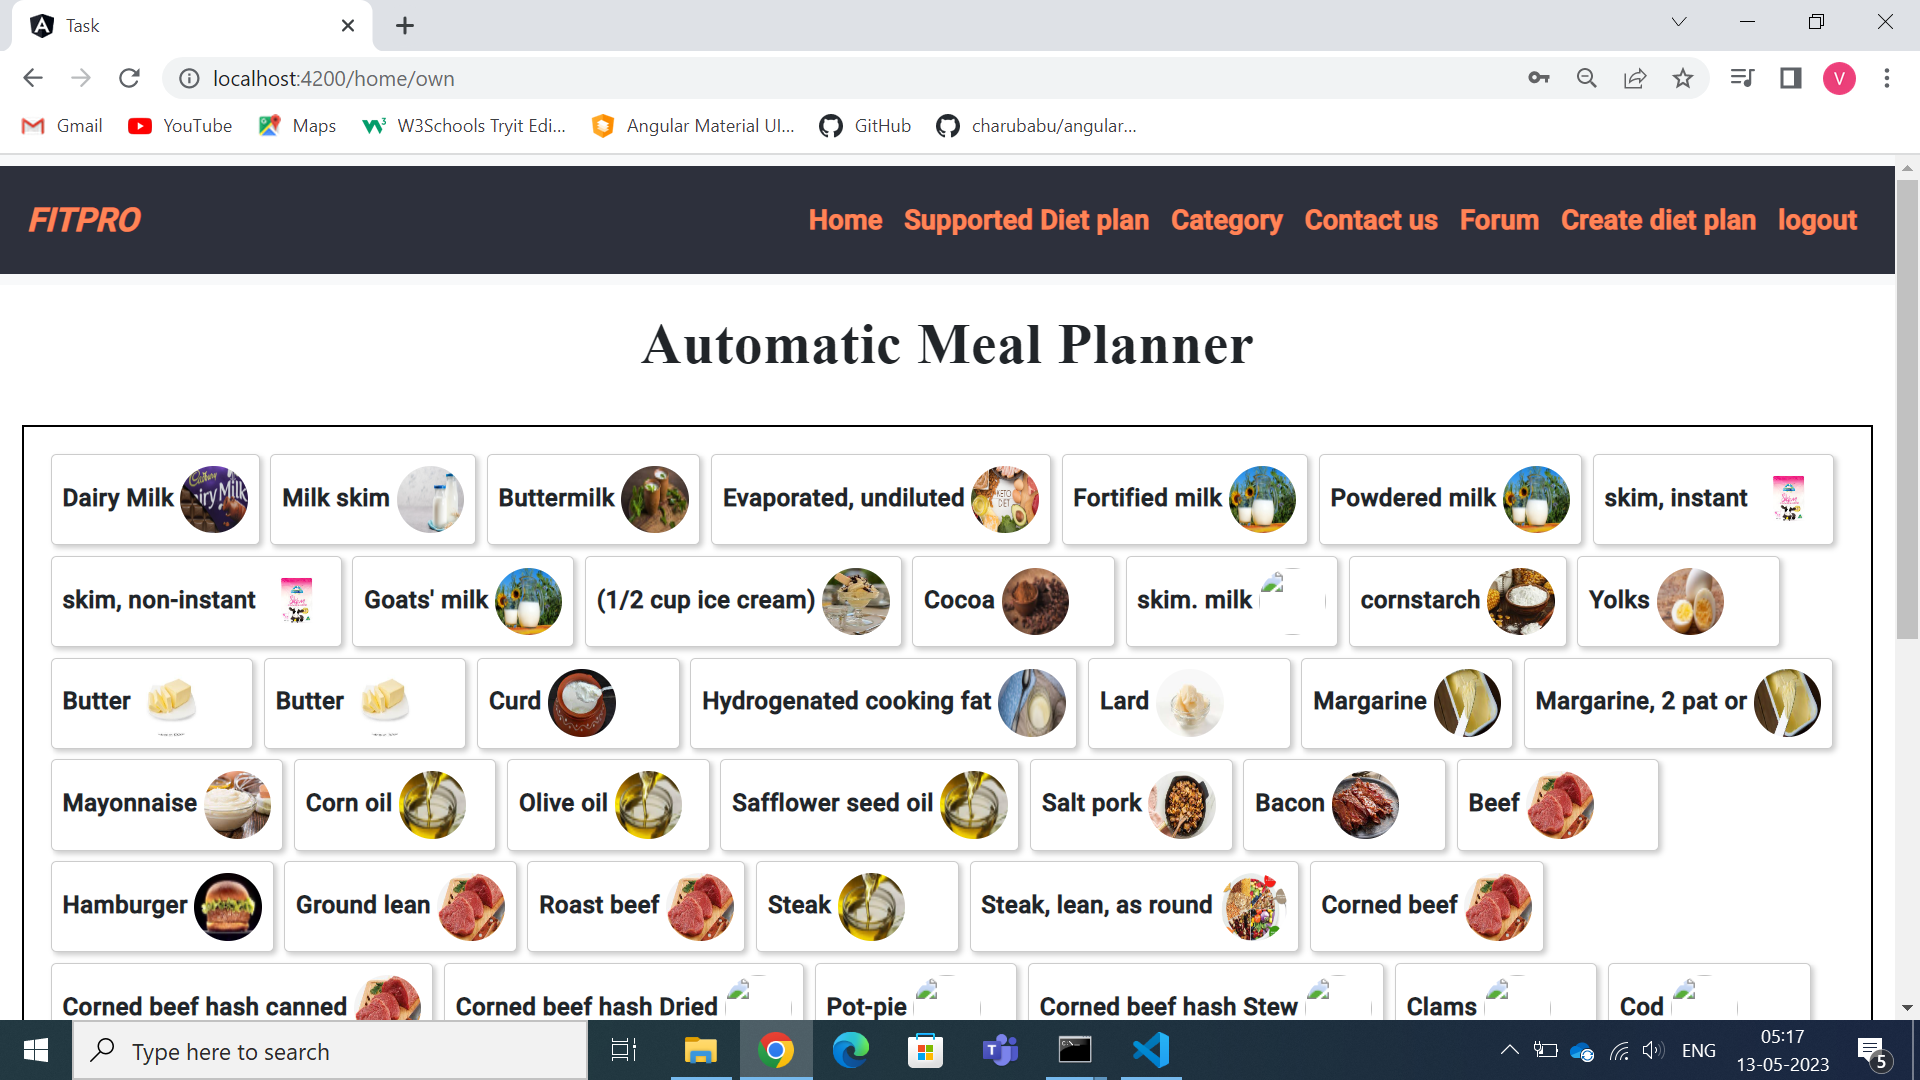 Task
localhost:4200/home/own
V
Gmail YouTube Maps W3Schools Tryit Edi... Angular Material UI... GitHub charubabu/angular...
FITPRO Home Supported Diet plan Category Contact us Forum Create diet plan logout
Automatic Meal Planner
Dairy Milk Milk skim Buttermilk Evaporated, undiluted Fortified milk Powdered milk skim, instant
skim, non-instant Goats' milk (1/2 cup ice cream) Cocoa skim. milk cornstarch Yolks
Butter Butter Curd Hydrogenated cooking fat Lard Margarine Margarine, 2 pat or
Mayonnaise Corn oil Olive oil Safflower seed oil Salt pork Bacon Beef
Hamburger Ground lean Roast beef Steak Steak, lean, as round Corned beef
Corned beef hash canned Corned beef hash Dried Pot-pie Corned beef hash Stew Clams Cod
Type here to search
ENG
05:17
13-05-2023
5